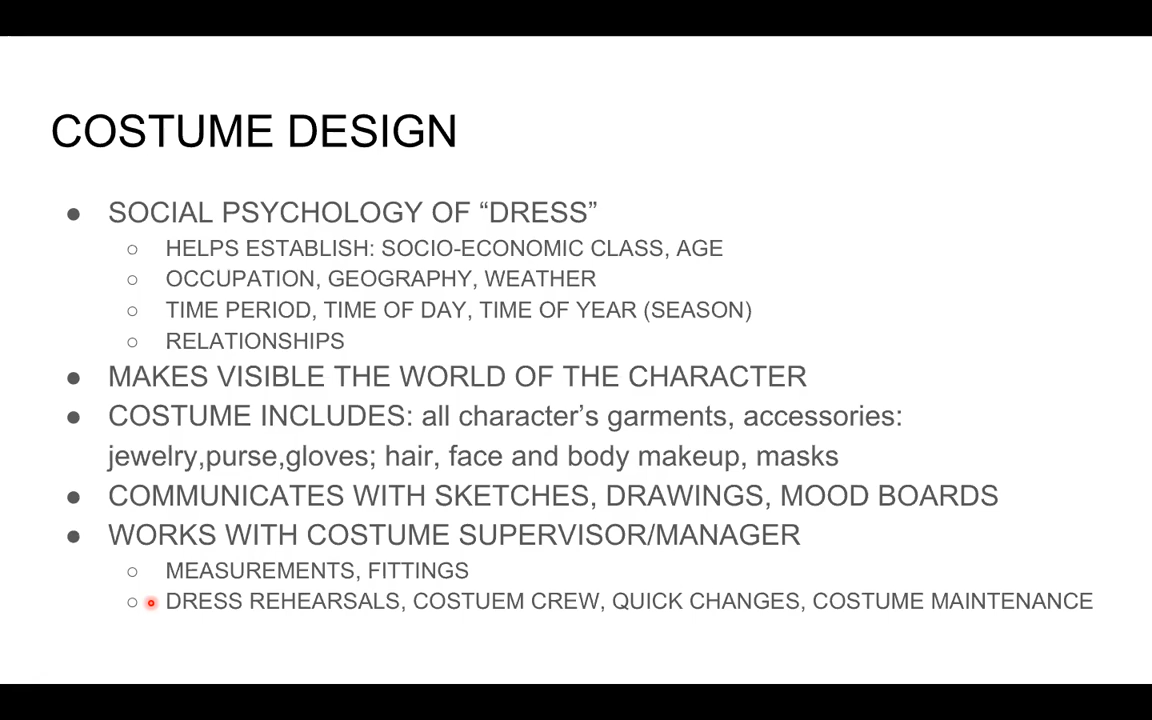 COSTUME DESIGN
● SOCIAL PSYCHOLOGY OF “DRESS”
○ HELPS ESTABLISH: SOCIO-ECONOMIC CLASS, AGE
○ OCCUPATION, GEOGRAPHY, WEATHER
○ TIME PERIOD, TIME OF DAY, TIME OF YEAR (SEASON)
○ RELATIONSHIPS
● MAKES VISIBLE THE WORLD OF THE CHARACTER
● COSTUME INCLUDES: all character’s garments, accessories:
jewelry,purse,gloves; hair, face and body makeup, masks
● COMMUNICATES WITH SKETCHES, DRAWINGS, MOOD BOARDS
● WORKS WITH COSTUME SUPERVISOR/MANAGER
○ MEASUREMENTS, FITTINGS
○ DRESS REHEARSALS, COSTUEM CREW, QUICK CHANGES, COSTUME MAINTENANCE